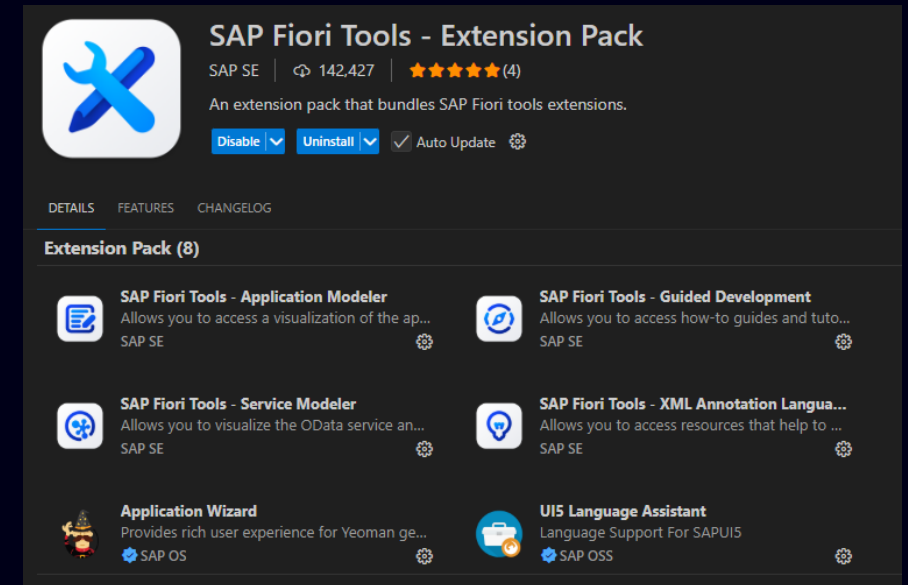 SAP Fiori Tools - Extension Pack
SAP SE 142,427 (4)
An extension pack that bundles SAP Fiori tools extensions.
Disable Uninstall Auto Update
DETAILS FEATURES CHANGELOG
Extension Pack (8)
SAP Fiori Tools - Application Modeler
Allows you to access a visualization of the ap...
SAP SE
SAP Fiori Tools - Guided Development
Allows you to access how-to guides and tuto...
SAP SE
SAP Fiori Tools - Service Modeler
Allows you to visualize the OData service an...
SAP SE
SAP Fiori Tools - XML Annotation Langua...
Allows you to access resources that help to ...
SAP SE
Application Wizard
Provides rich user experience for Yeoman ge...
SAP OS
UI5 Language Assistant
Language Support For SAPUI5
SAP OSS